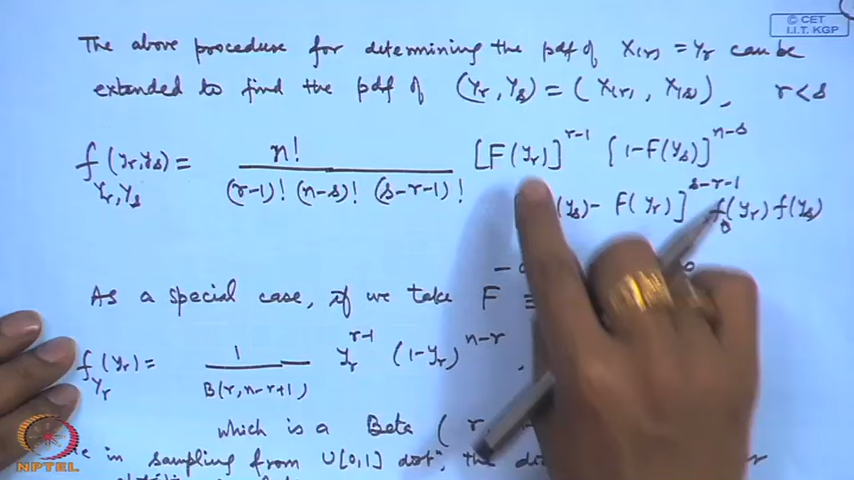 © CET
I.I.T. KGP
The above procedure for determining the pdf of X(r) = Yr can be
extended to find the pdf of (Yr, Ys) = (X(r), X(s)), r < s
f (yr, ys) = n! [F(yr)]^{r-1} [1-F(ys)]^{n-s}
Yr, Ys (r-1)! (n-s)! (s-r-1)!
(ys) - F(yr)]^{s-r-1} f(yr) f(ys)
As a special case, if we take F ≡
f (yr) = 1 yr^{r-1} (1-yr)^{n-r}
Yr B(r, n-r+1)
which is a Beta ( r,
in sampling from U[0,1] dist^n, the
NPTEL